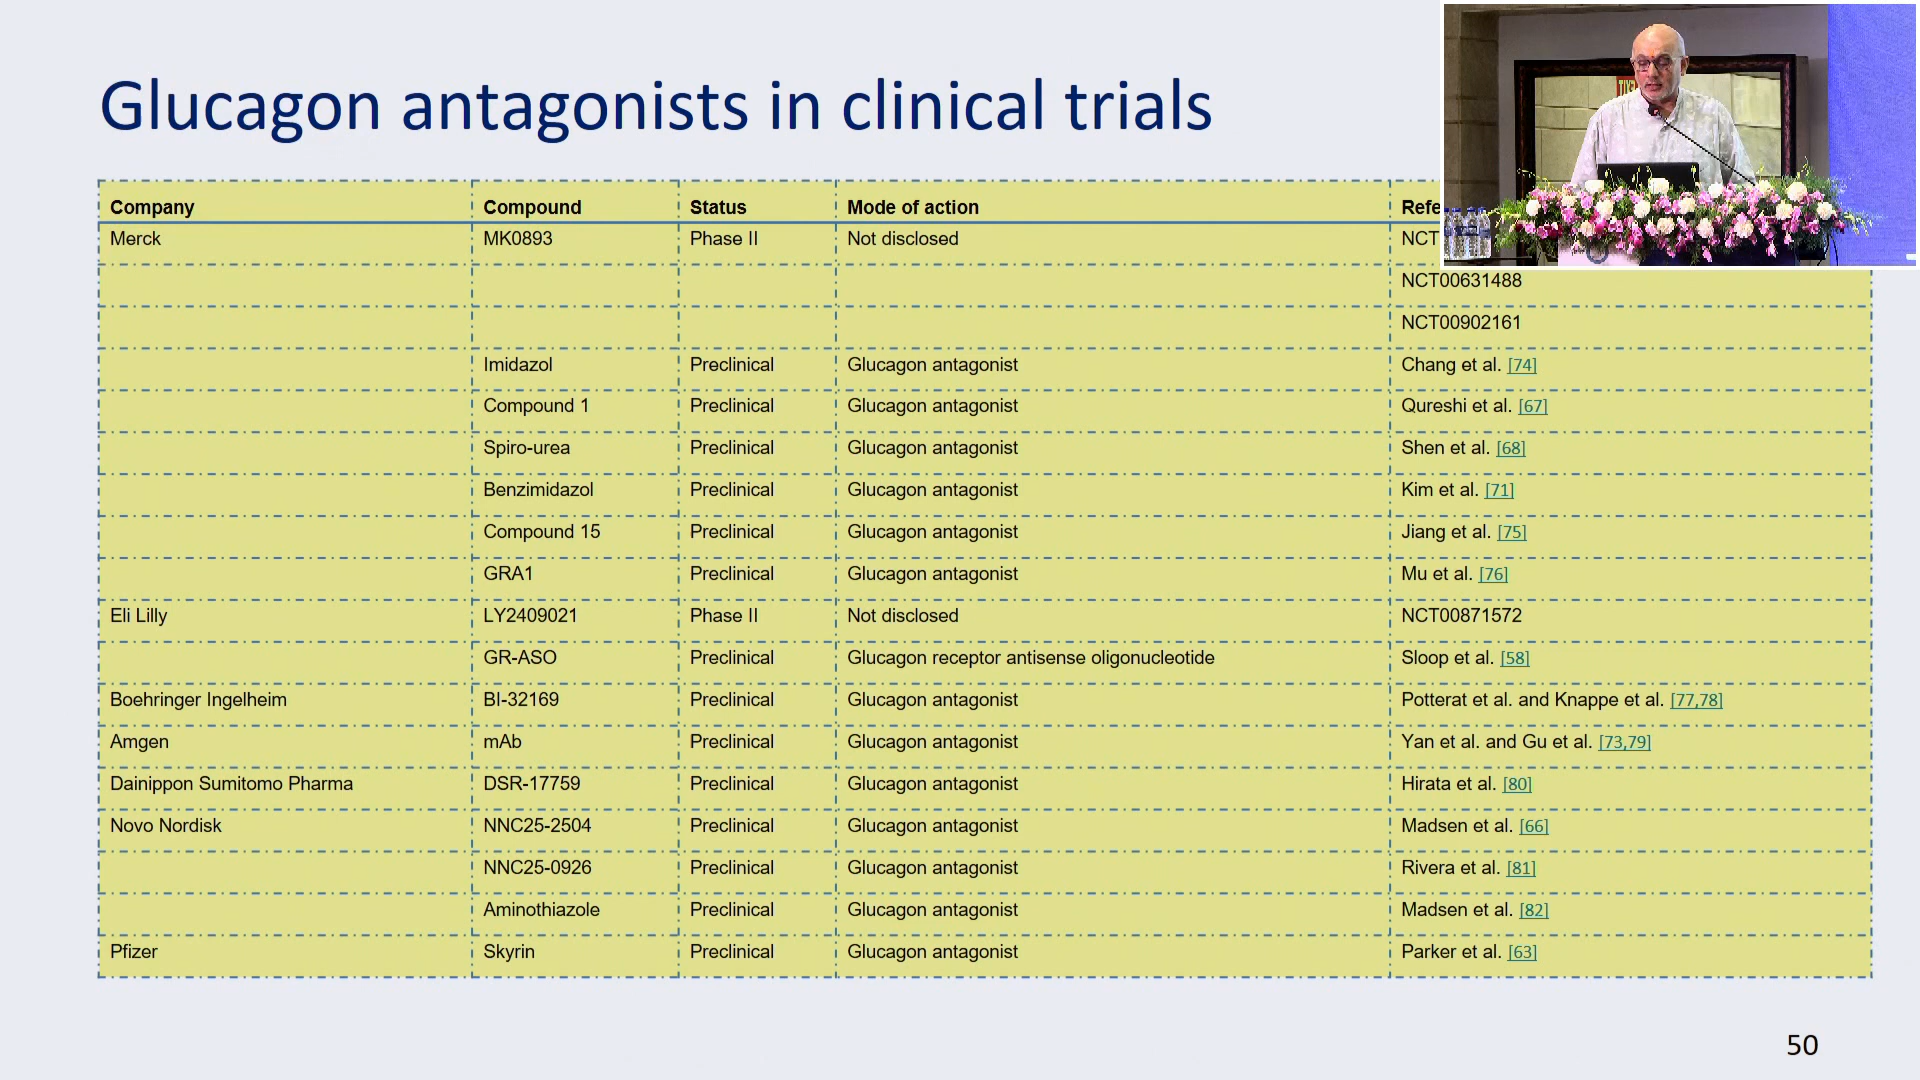 Glucagon antagonists in clinical trials
Company Compound Status Mode of action
Merck MK0893 Phase II Not disclosed
NCT00631488
NCT00902161
Imidazol Preclinical Glucagon antagonist Chang et al. [74]
Compound 1 Preclinical Glucagon antagonist Qureshi et al. [67]
Spiro-urea Preclinical Glucagon antagonist Shen et al. [68]
Benzimidazol Preclinical Glucagon antagonist Kim et al. [71]
Compound 15 Preclinical Glucagon antagonist Jiang et al. [75]
GRA1 Preclinical Glucagon antagonist Mu et al. [76]
Eli Lilly LY2409021 Phase II Not disclosed NCT00871572
GR-ASO Preclinical Glucagon receptor antisense oligonucleotide Sloop et al. [58]
Boehringer Ingelheim BI-32169 Preclinical Glucagon antagonist Potterat et al. and Knappe et al. [77,78]
Amgen mAb Preclinical Glucagon antagonist Yan et al. and Gu et al. [73,79]
Dainippon Sumitomo Pharma DSR-17759 Preclinical Glucagon antagonist Hirata et al. [80]
Novo Nordisk NNC25-2504 Preclinical Glucagon antagonist Madsen et al. [66]
NNC25-0926 Preclinical Glucagon antagonist Rivera et al. [81]
Aminothiazole Preclinical Glucagon antagonist Madsen et al. [82]
Pfizer Skyrin Preclinical Glucagon antagonist Parker et al. [63]
50